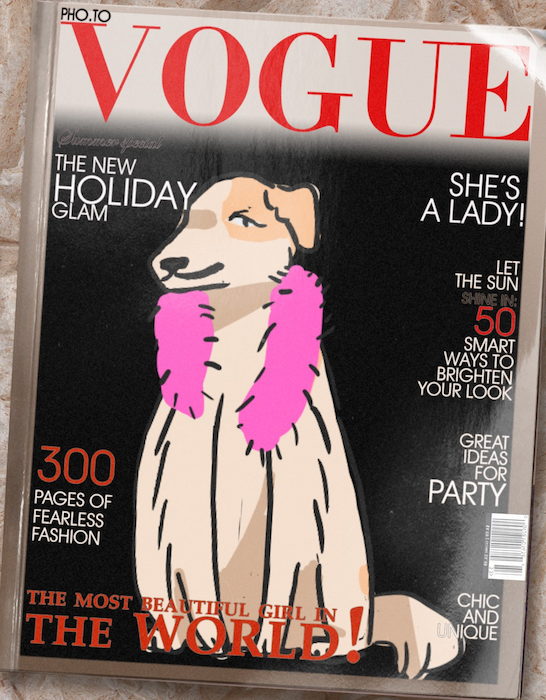 PHO.TO
VOGUE
Summer special
THE NEW
HOLIDAY
GLAM
SHE'S
A LADY!
LET
THE SUN
SHINE IN:
50
SMART
WAYS TO
BRIGHTEN
YOUR LOOK
GREAT
IDEAS
FOR
PARTY
300
PAGES OF
FEARLESS
FASHION
CHIC
AND
UNIQUE
THE MOST BEAUTIFUL GIRL IN
THE WORLD!